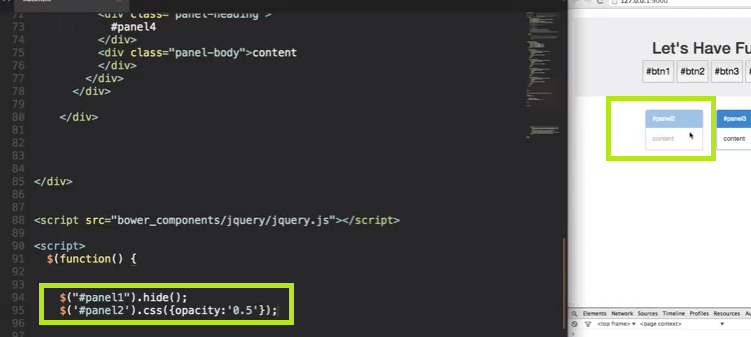 72 <div class="panel-heading">
73 #panel4
74 </div>
75 <div class="panel-body">content
76 </div>
77 </div>
78 </div>
79
80 </div>
81
82
83
84
85 </div>
86
87
88 <script src="bower_components/jquery/jquery.js"></script>
89
90 <script>
91 $(function() {
92
93
94 $("#panel1").hide();
95 $('#panel2').css({opacity:'0.5'});
96
97
127.0.0.1:9000
Let's Have Fu
#btn1 #btn2 #btn3
#panel2 #panel3
content content
Elements Network Sources Timeline Profiles Resources Au
<top frame> <page context>